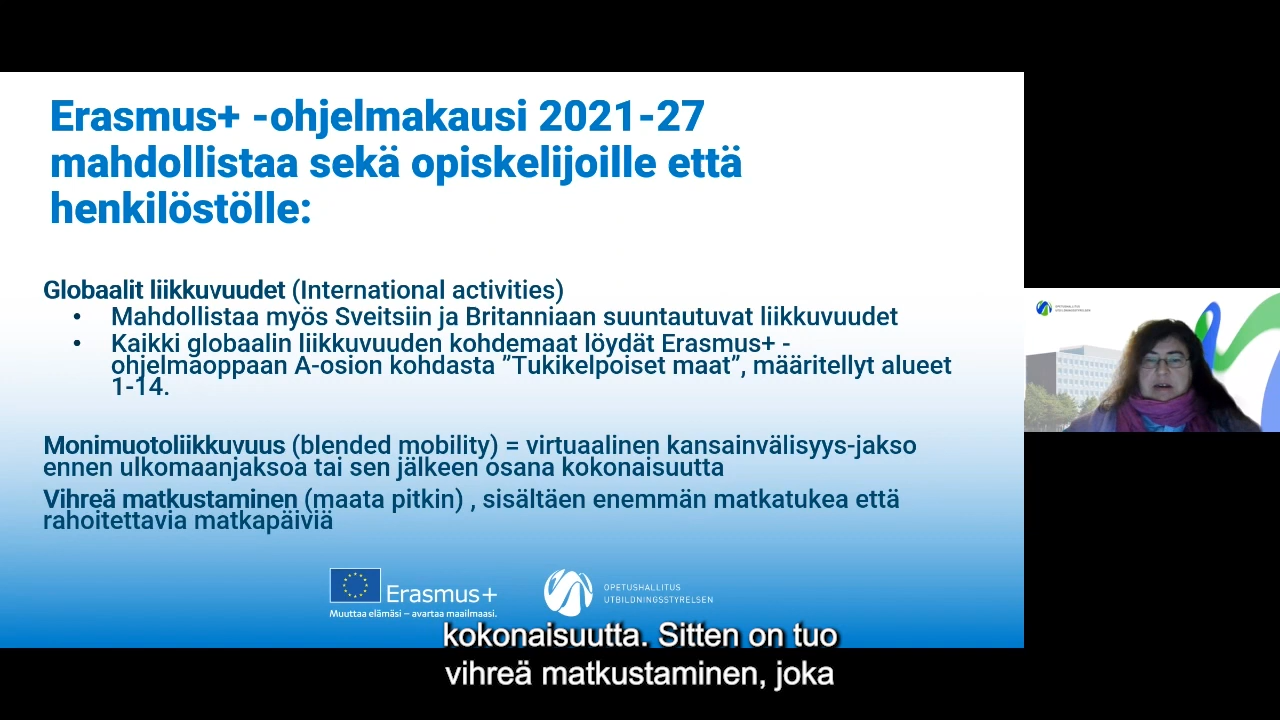 Erasmus+ -ohjelmakausi 2021-27
mahdollistaa sekä opiskelijoille että
henkilöstölle:
Globaalit liikkuvuudet (International activities)
• Mahdollistaa myös Sveitsiin ja Britanniaan suuntautuvat liikkuvuudet
• Kaikki globaalin liikkuvuuden kohdemaat löydät Erasmus+ -
ohjelmaoppaan A-osion kohdasta ”Tukikelpoiset maat”, määritellyt alueet
1-14.
Monimuotoliikkuvuus (blended mobility) = virtuaalinen kansainvälisyys-jakso
ennen ulkomaanjaksoa tai sen jälkeen osana kokonaisuutta
Vihreä matkustaminen (maata pitkin) , sisältäen enemmän matkatukea että
rahoitettavia matkapäiviä
Erasmus+
Muuttaa elämäsi – avartaa maailmaasi.
OPETUSHALLITUS
UTBILDNINGSSTYRELSEN
kokonaisuutta. Sitten on tuo
vihreä matkustaminen, joka
OPETUSHALLITUS
UTBILDNINGSSTYRELSEN